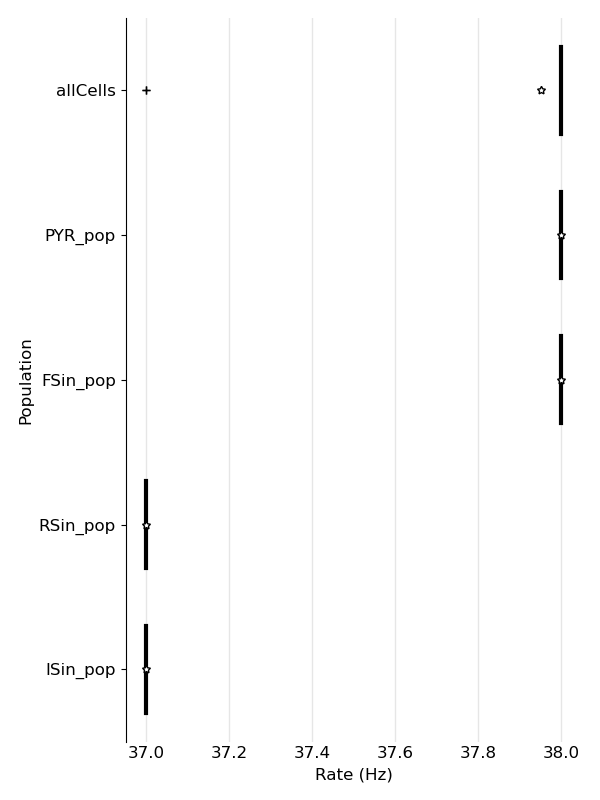 allCells
PYR_pop
FSin_pop
RSin_pop
ISin_pop
Population
37.0 37.2 37.4 37.6 37.8 38.0
Rate (Hz)